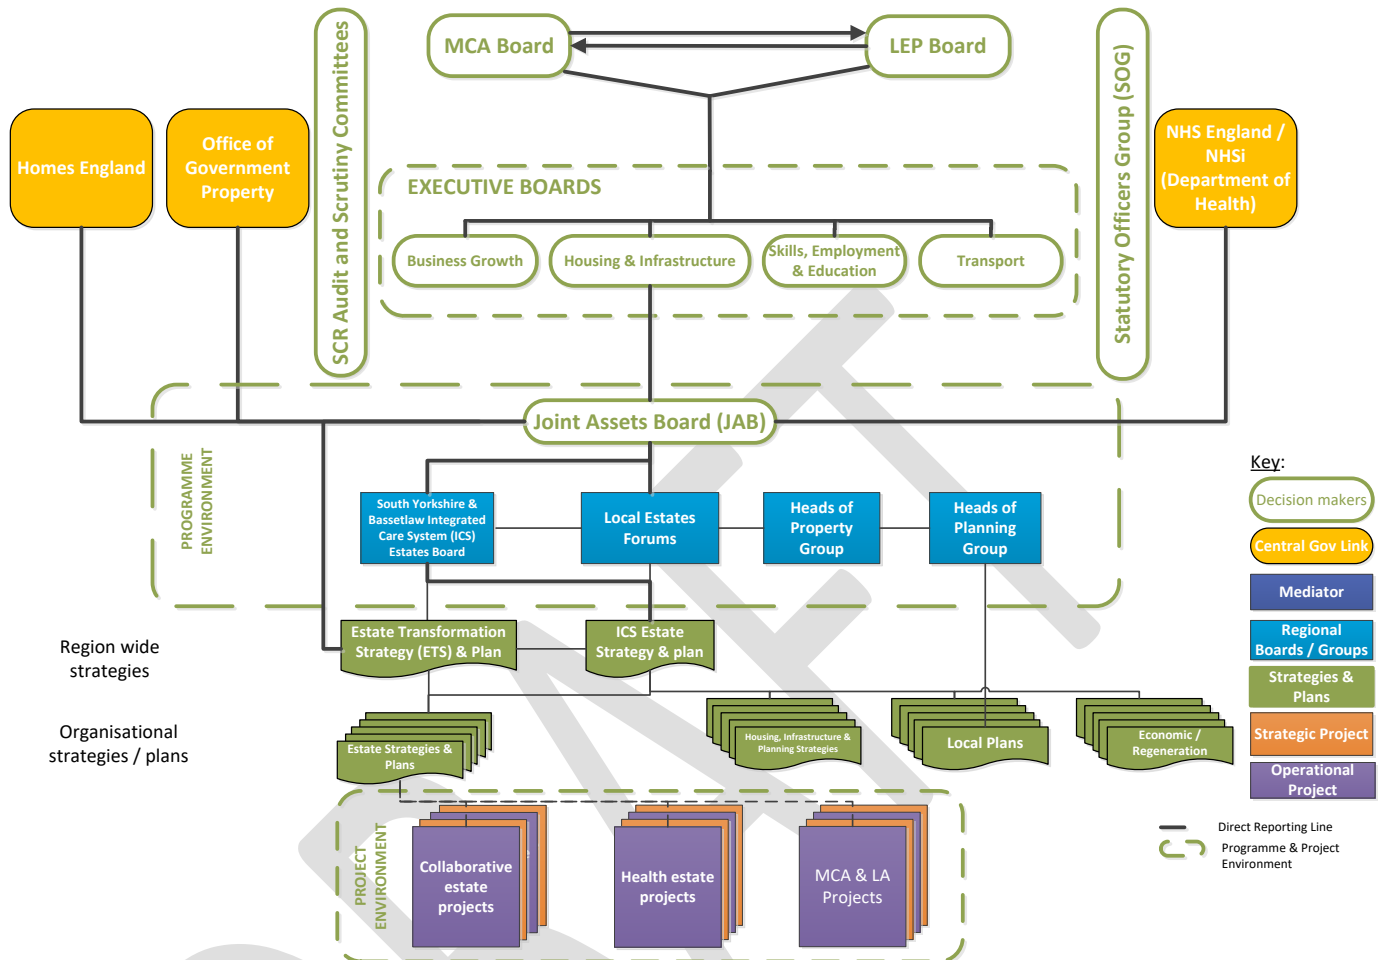 MCA Board
LEP Board
SCR Audit and Scrutiny Committees
Statutory Officers Group (SOG)
Homes England
Office of
Government
Property
NHS England /
NHSi
(Department of
Health)
EXECUTIVE BOARDS
Business Growth
Housing & Infrastructure
Skills, Employment
& Education
Transport
Joint Assets Board (JAB)
PROGRAMME
ENVIRONMENT
South Yorkshire &
Bassetlaw Integrated
Care System (ICS)
Estates Board
Local Estates
Forums
Heads of
Property
Group
Heads of
Planning
Group
Region wide
strategies
Estate Transformation
Strategy (ETS) & Plan
ICS Estate
Strategy & plan
Organisational
strategies / plans
Estate Strategies &
Plans
Housing, Infrastructure &
Planning Strategies
Local Plans
Economic /
Regeneration
PROJECT
ENVIRONMENT
Collaborative
estate
projects
Health estate
projects
MCA & LA
Projects
Key:
Decision makers
Central Gov Link
Mediator
Regional
Boards / Groups
Strategies &
Plans
Strategic Project
Operational
Project
Direct Reporting Line
Programme & Project
Environment
DRAFT